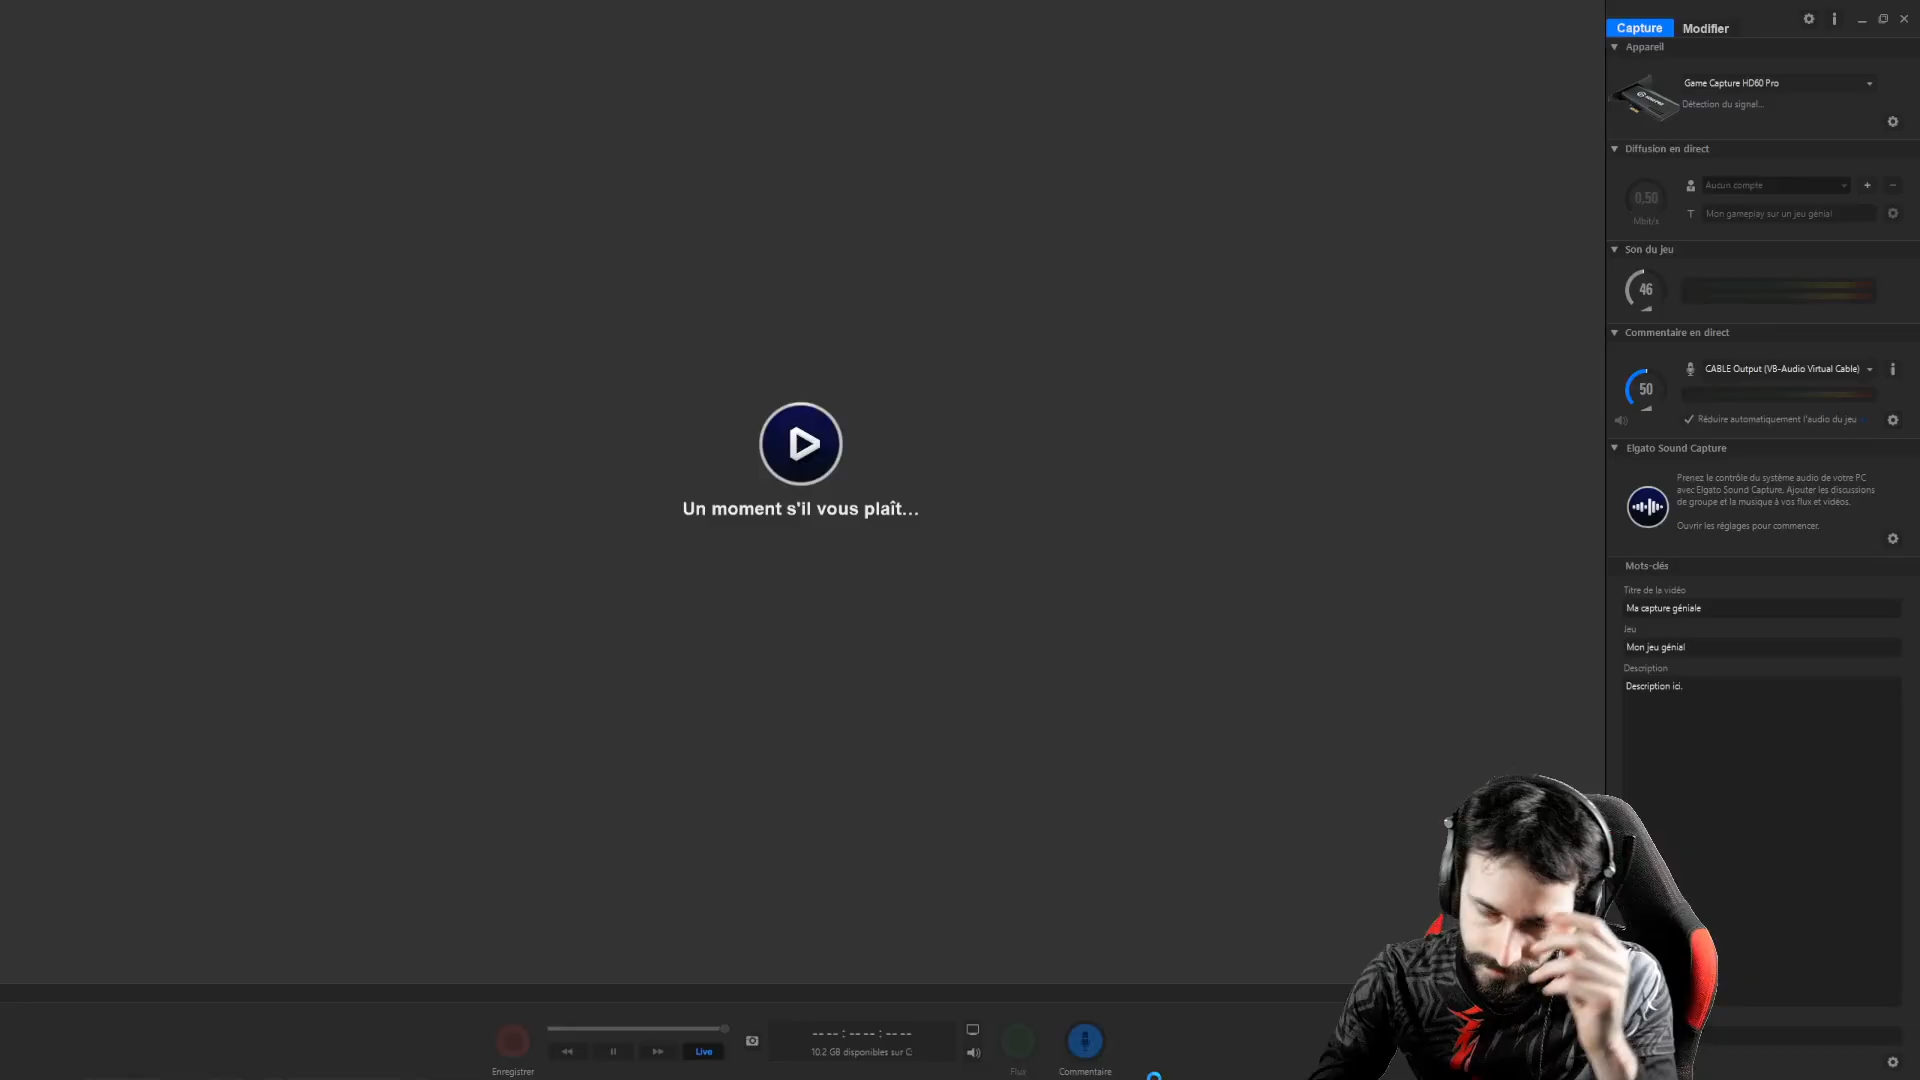 Capture
Modifier
Appareil
Game Capture HD60 Pro
Détection du signal...
Diffusion en direct
0,50
Mbit/s
Aucun compte
T
Mon gameplay sur un jeu génial
Son du jeu
46
Commentaire en direct
50
CABLE Output (VB-Audio Virtual Cable)
Réduire automatiquement l'audio du jeu
Elgato Sound Capture
Prenez le contrôle du système audio de votre PC
avec Elgato Sound Capture. Ajouter les discussions
de groupe et la musique à vos flux et vidéos.
Ouvrir les réglages pour commencer.
Mots-clés
Titre de la vidéo
Ma capture géniale
Jeu
Mon jeu génial
Description
Description ici.
Un moment s'il vous plaît...
Live
-- -- : -- -- : -- --
10.2 GB disponibles sur C:
Enregistrer
Flux
Commentaire